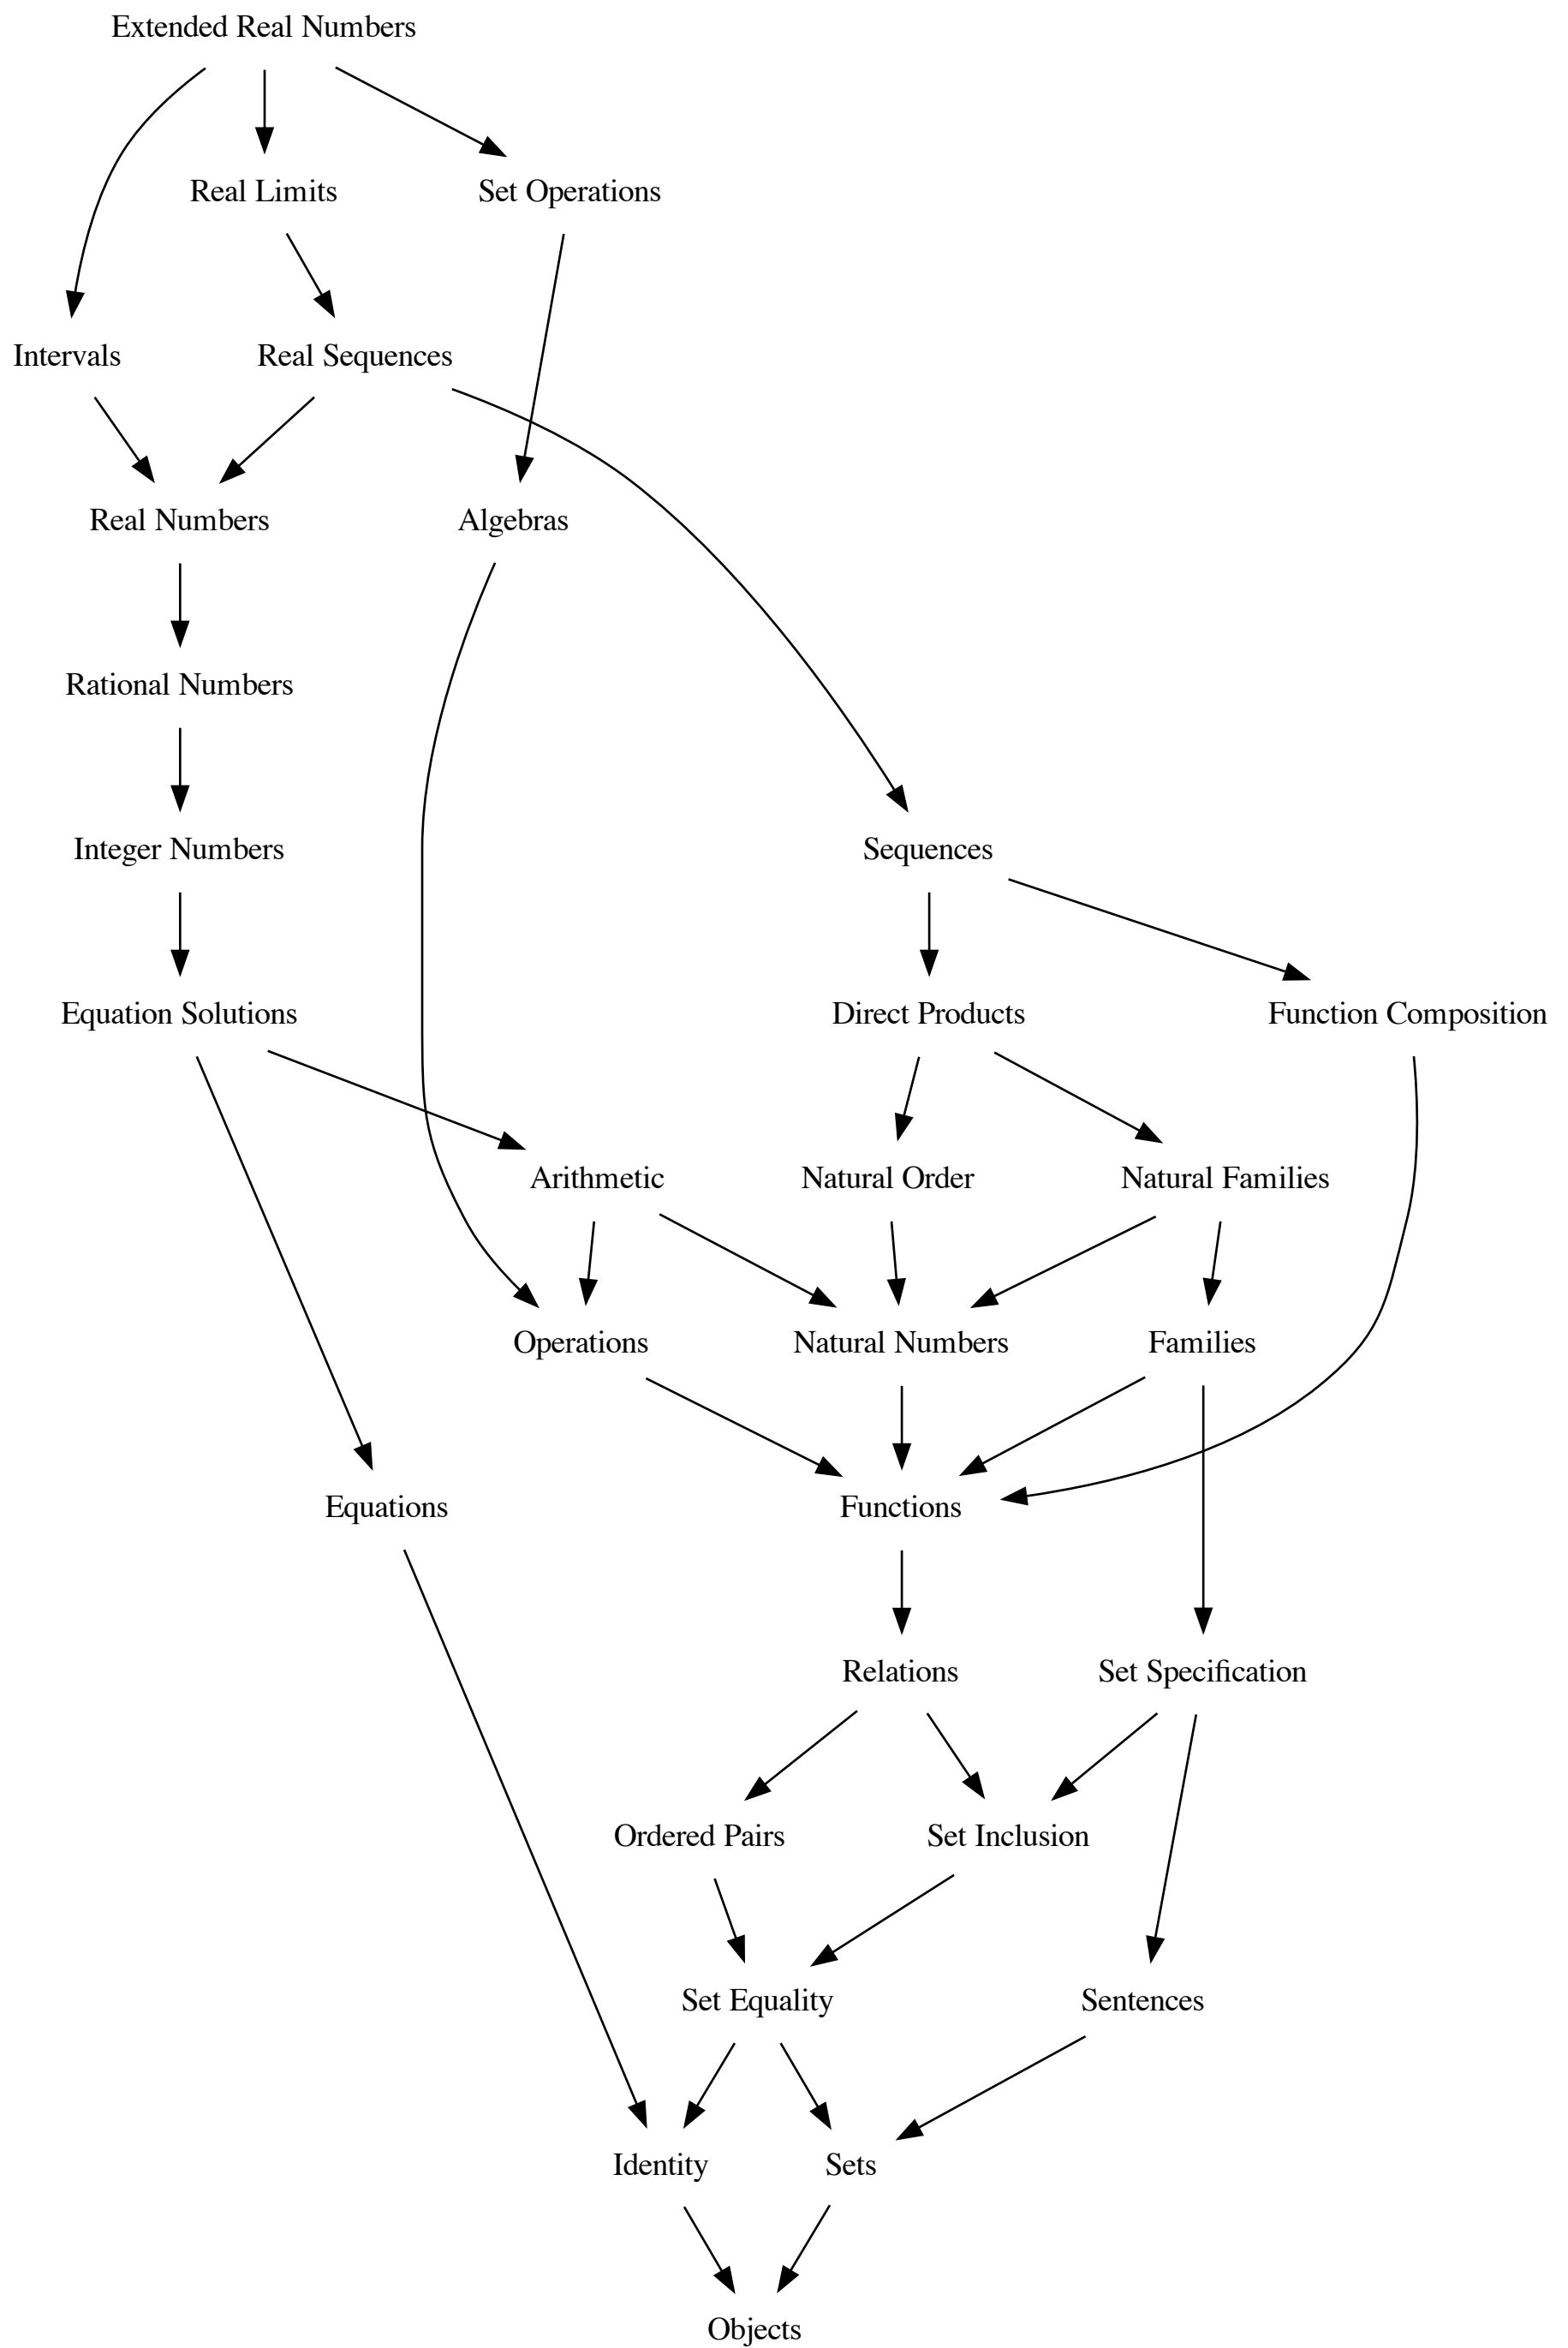 Extended Real Numbers
Real Limits
Set Operations
Intervals
Real Sequences
Real Numbers
Algebras
Rational Numbers
Integer Numbers
Sequences
Equation Solutions
Direct Products
Function Composition
Arithmetic
Natural Order
Natural Families
Operations
Natural Numbers
Families
Equations
Functions
Relations
Set Specification
Ordered Pairs
Set Inclusion
Set Equality
Sentences
Identity
Sets
Objects